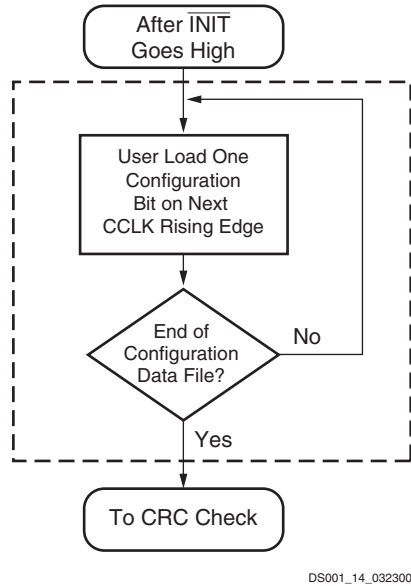 After INIT
Goes High
User Load One
Configuration
Bit on Next
CCLK Rising Edge
End of
Configuration
Data File?
No
Yes
To CRC Check
DS001_14_032300